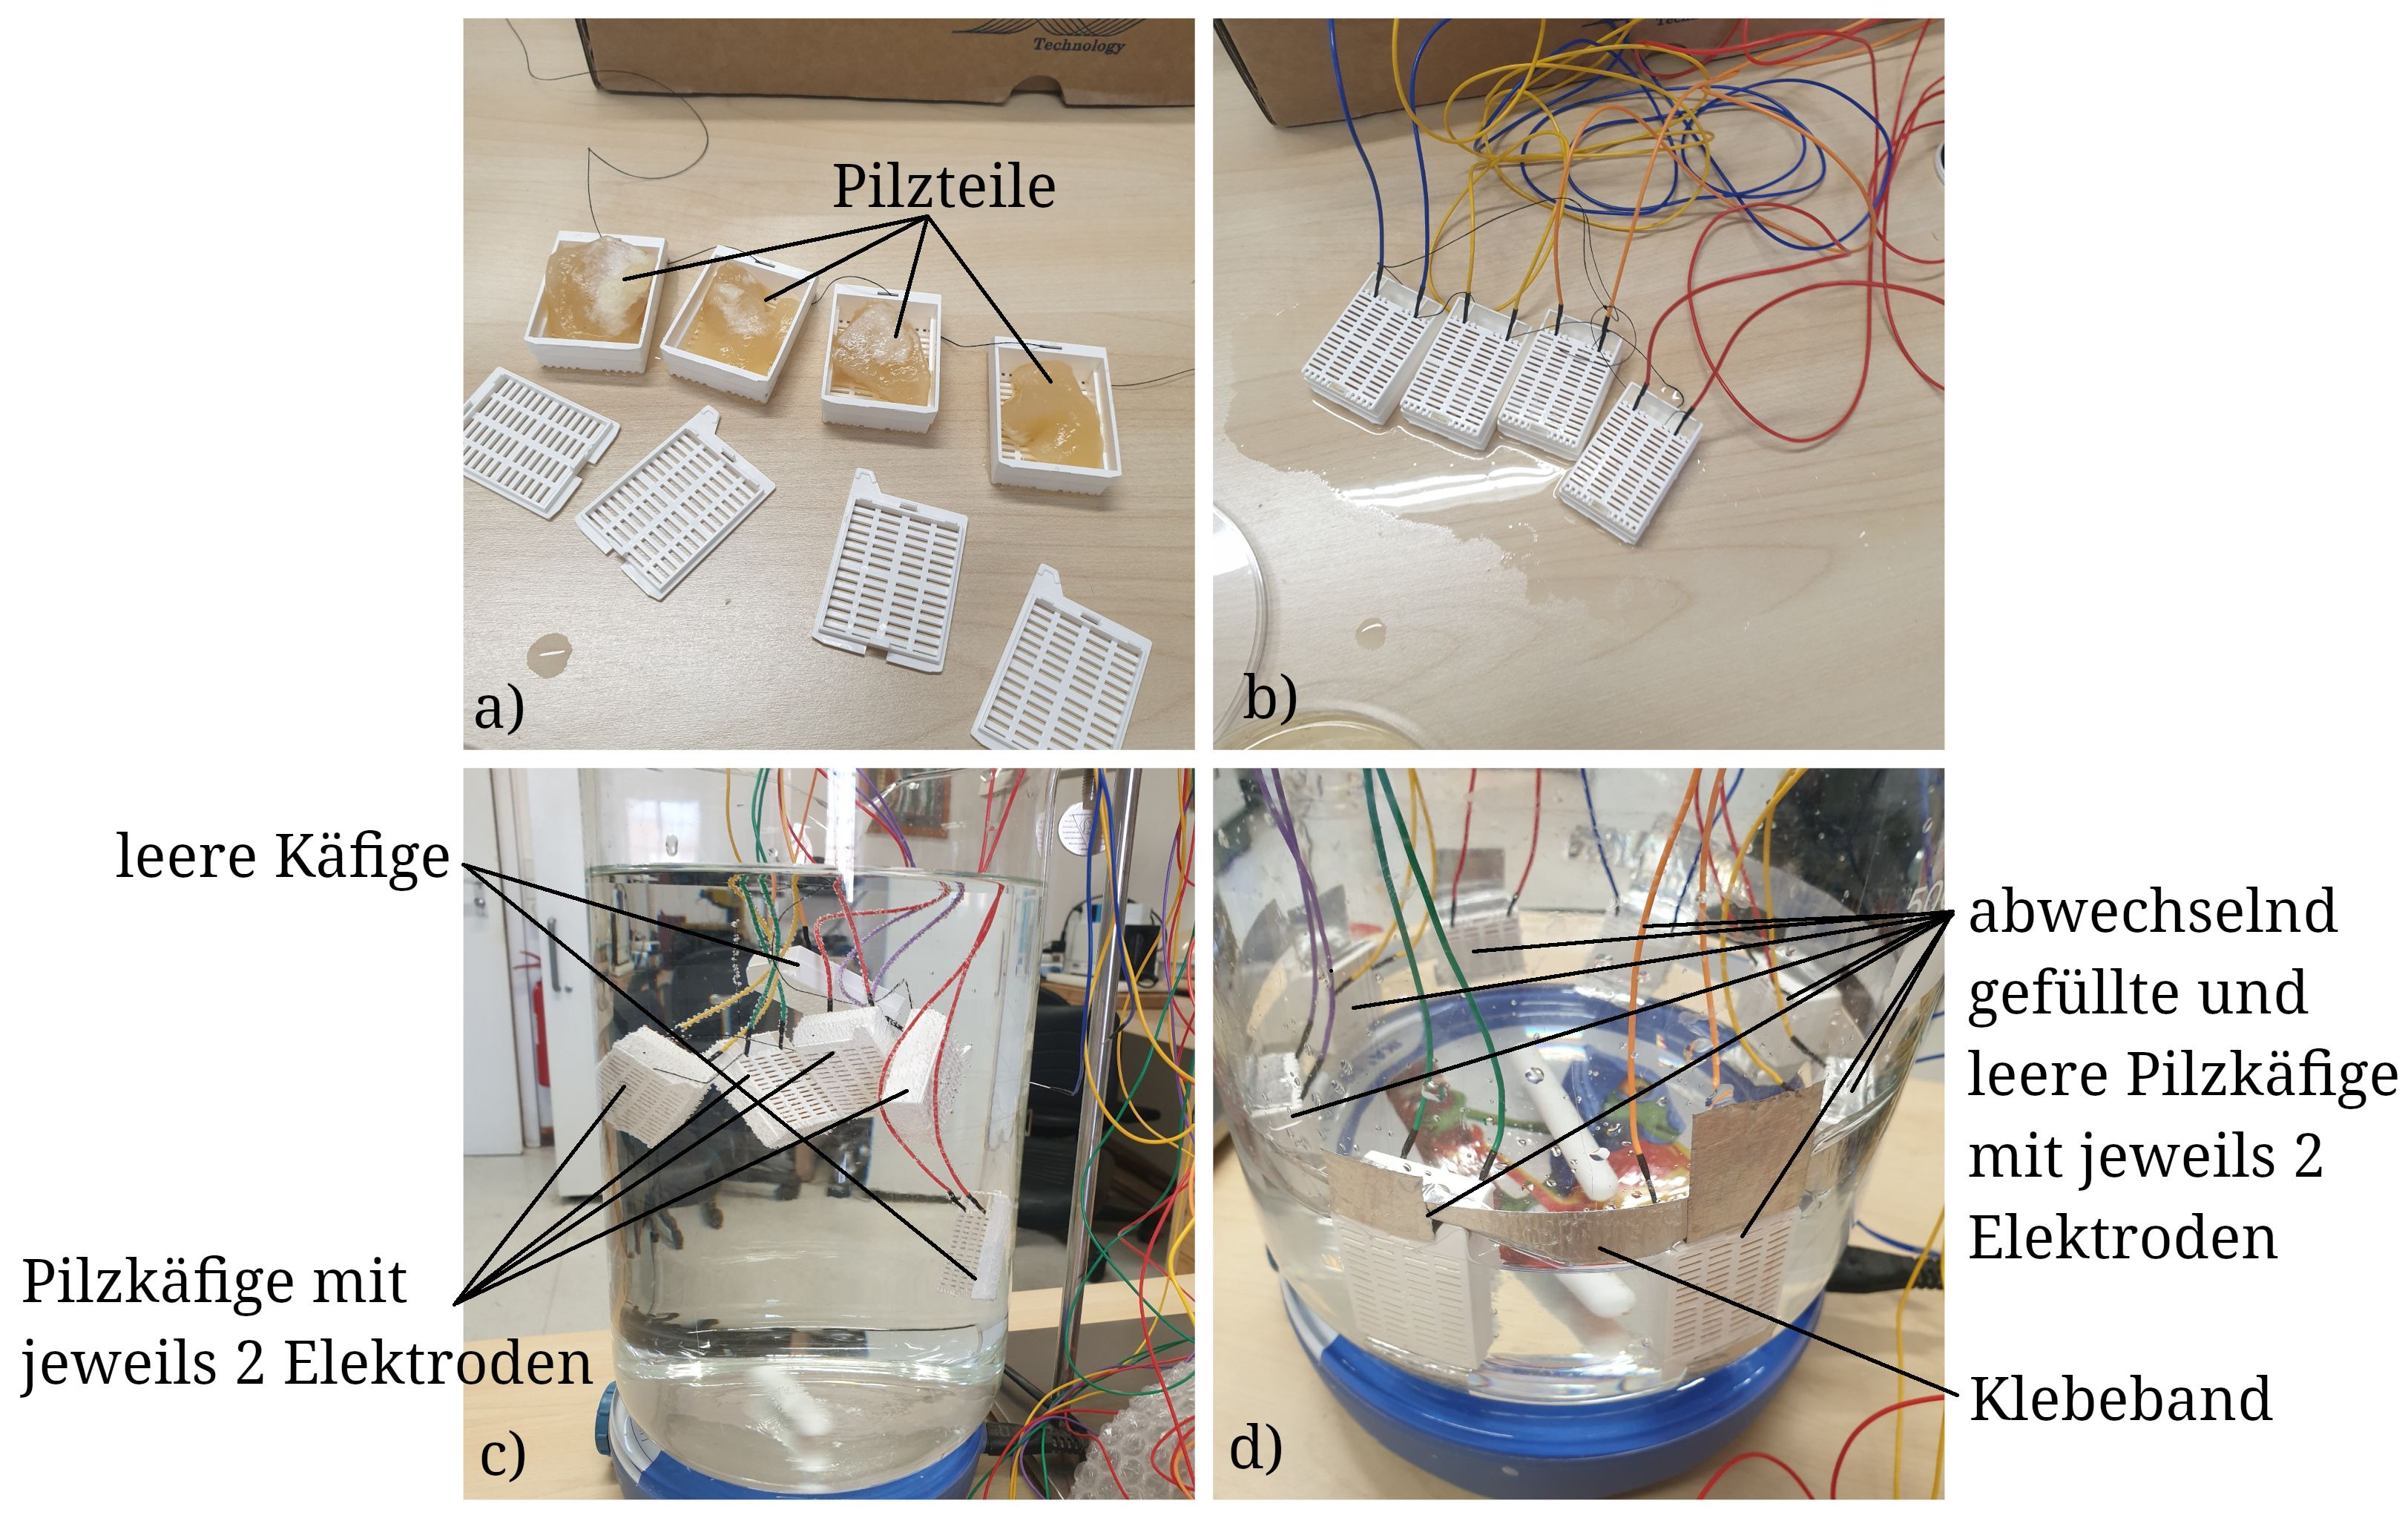 Technology
Pilzteile
a)
b)
leere Käfige
Pilzkäfige mit
jeweils 2 Elektroden
c)
abwechselnd
gefüllte und
leere Pilzkäfige
mit jeweils 2
Elektroden
Klebeband
d)